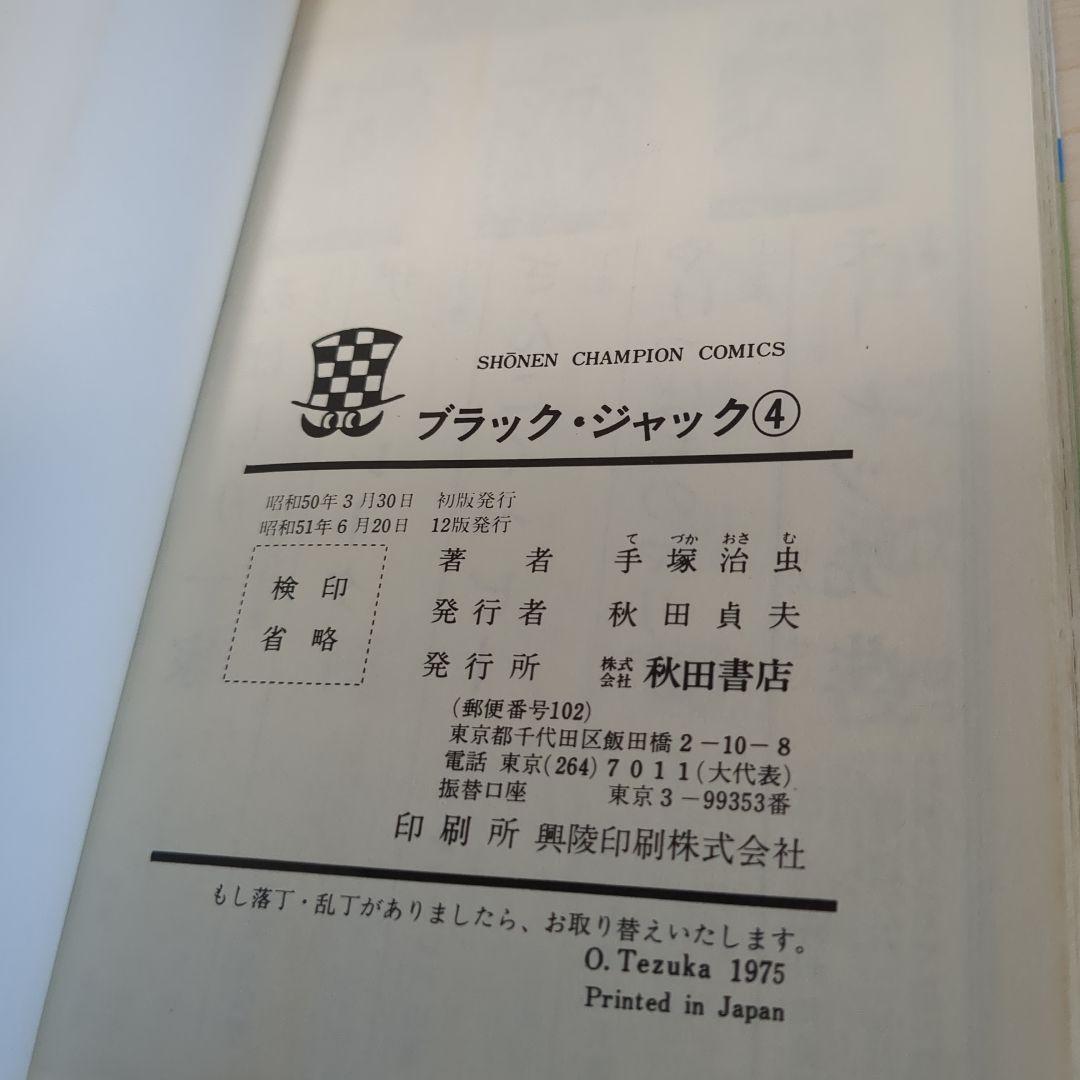 SHŌNEN CHAMPION COMICS
ブラック・ジャック④
昭和50年3月30日 初版発行
昭和51年6月20日 12版発行
検印
省略
著者 手塚治虫
てづかおさむ
発行者 秋田貞夫
発行所 株式会社 秋田書店
(郵便番号102)
東京都千代田区飯田橋2-10-8
電話 東京(264)7011(大代表)
振替口座 東京3-99353番
印刷所 興陵印刷株式会社
もし落丁・乱丁がありましたら、お取り替えいたします。
O. Tezuka 1975
Printed in Japan